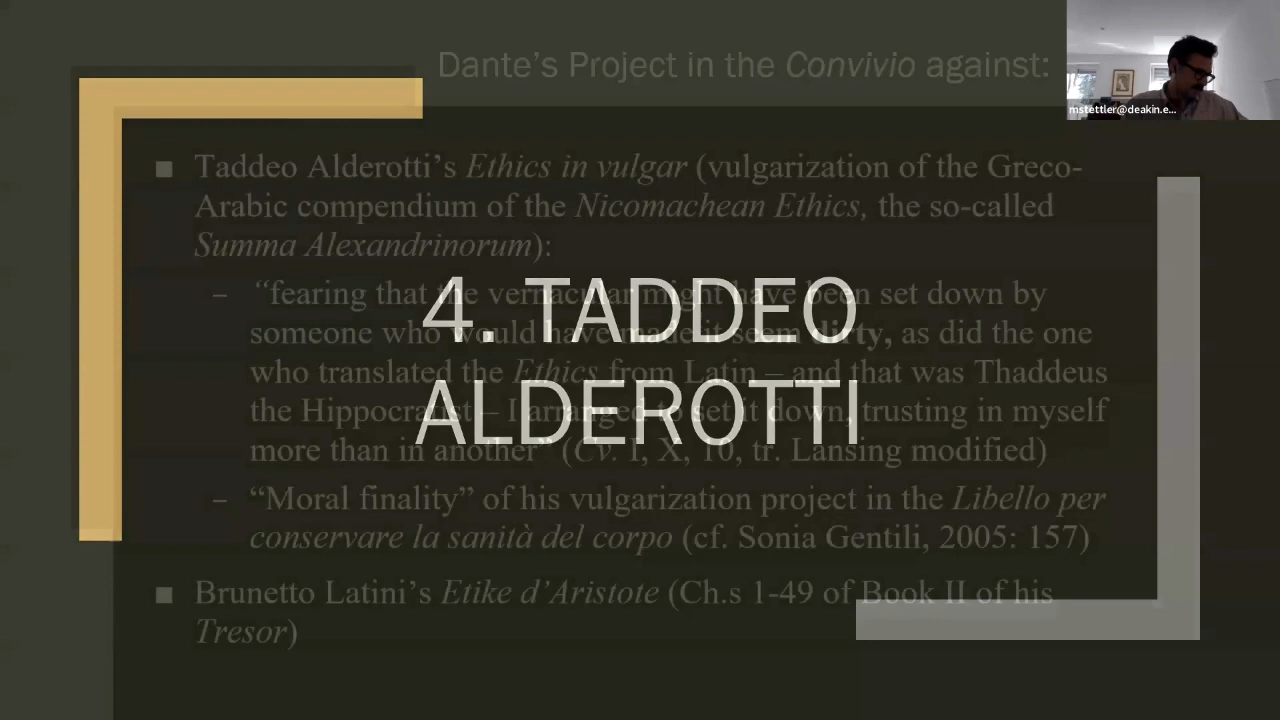 Dante’s Project in the Convivio against:
mstettler@deakin.e...
■ Taddeo Alderotti’s Ethics in vulgar (vulgarization of the Greco-
Arabic compendium of the Nicomachean Ethics, the so-called
Summa Alexandrinorum):
– “fearing that the vernacular might have been set down by
someone who would have made it seem dirty, as did the one
who translated the Ethics from Latin – and that was Thaddeus
the Hippocratist – I arranged to set it down, trusting in myself
more than in another” (Cv. I, X, 10, tr. Lansing modified)
4. TADDEO
ALDEROTTI
– “Moral finality” of his vulgarization project in the Libello per
conservare la sanità del corpo (cf. Sonia Gentili, 2005: 157)
■ Brunetto Latini’s Etike d’Aristote (Ch.s 1-49 of Book II of his
Tresor)